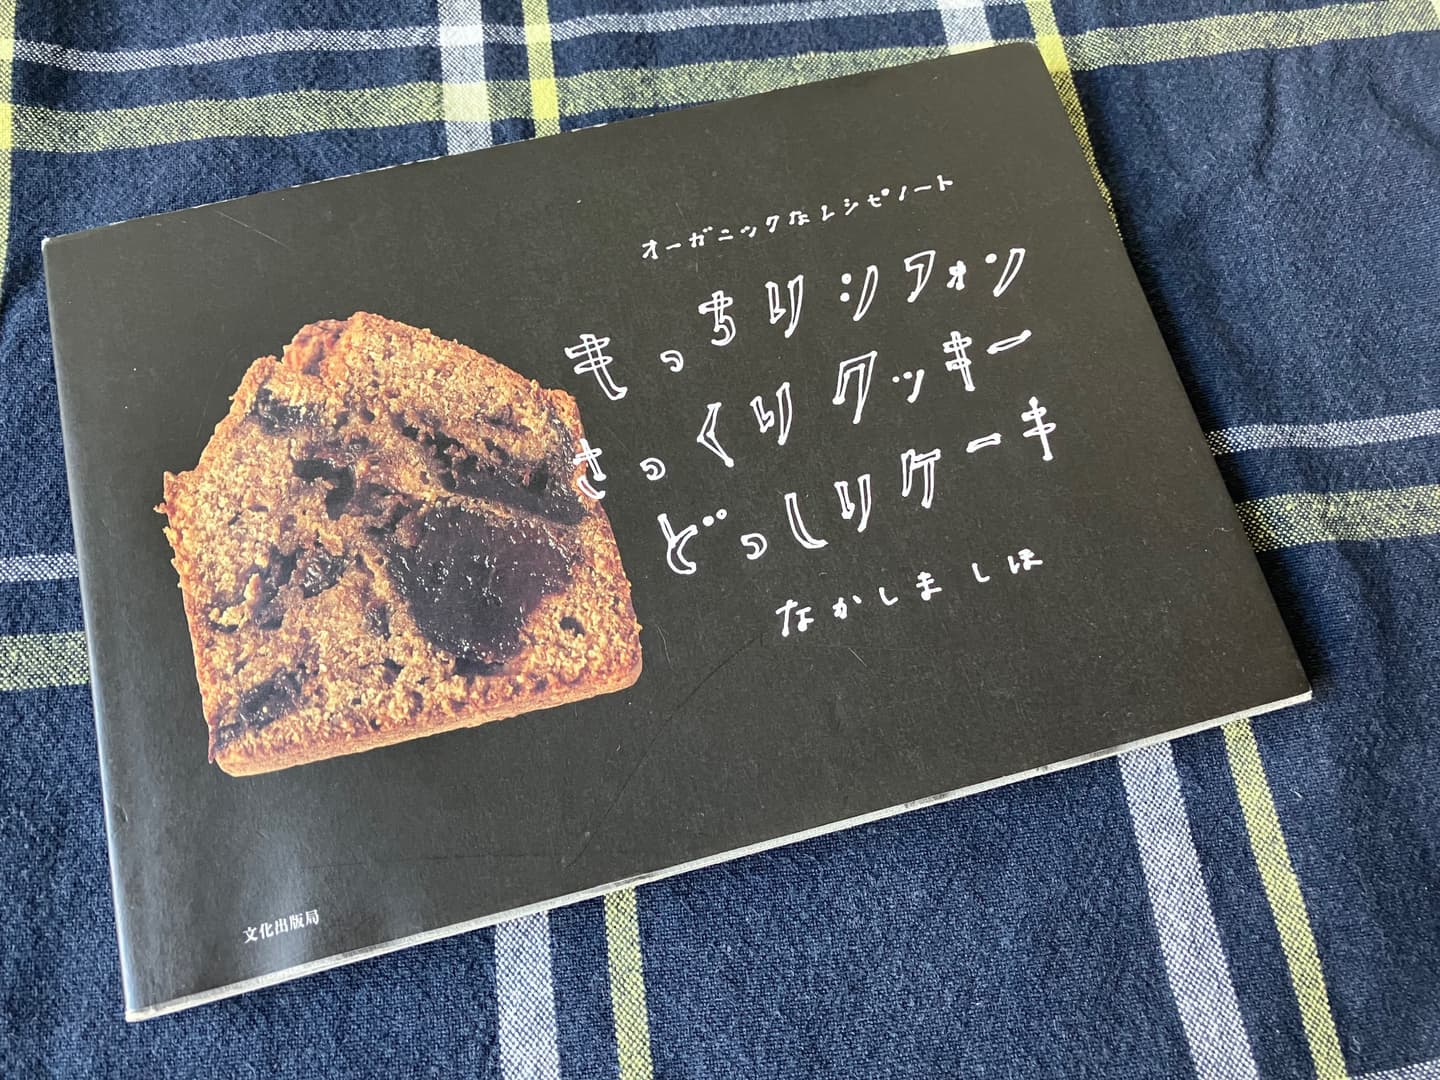 オーガニックなレシピノート
もっちりシフォン
さっくりクッキー
どっしりケーキ
なかしましほ
文化出版局